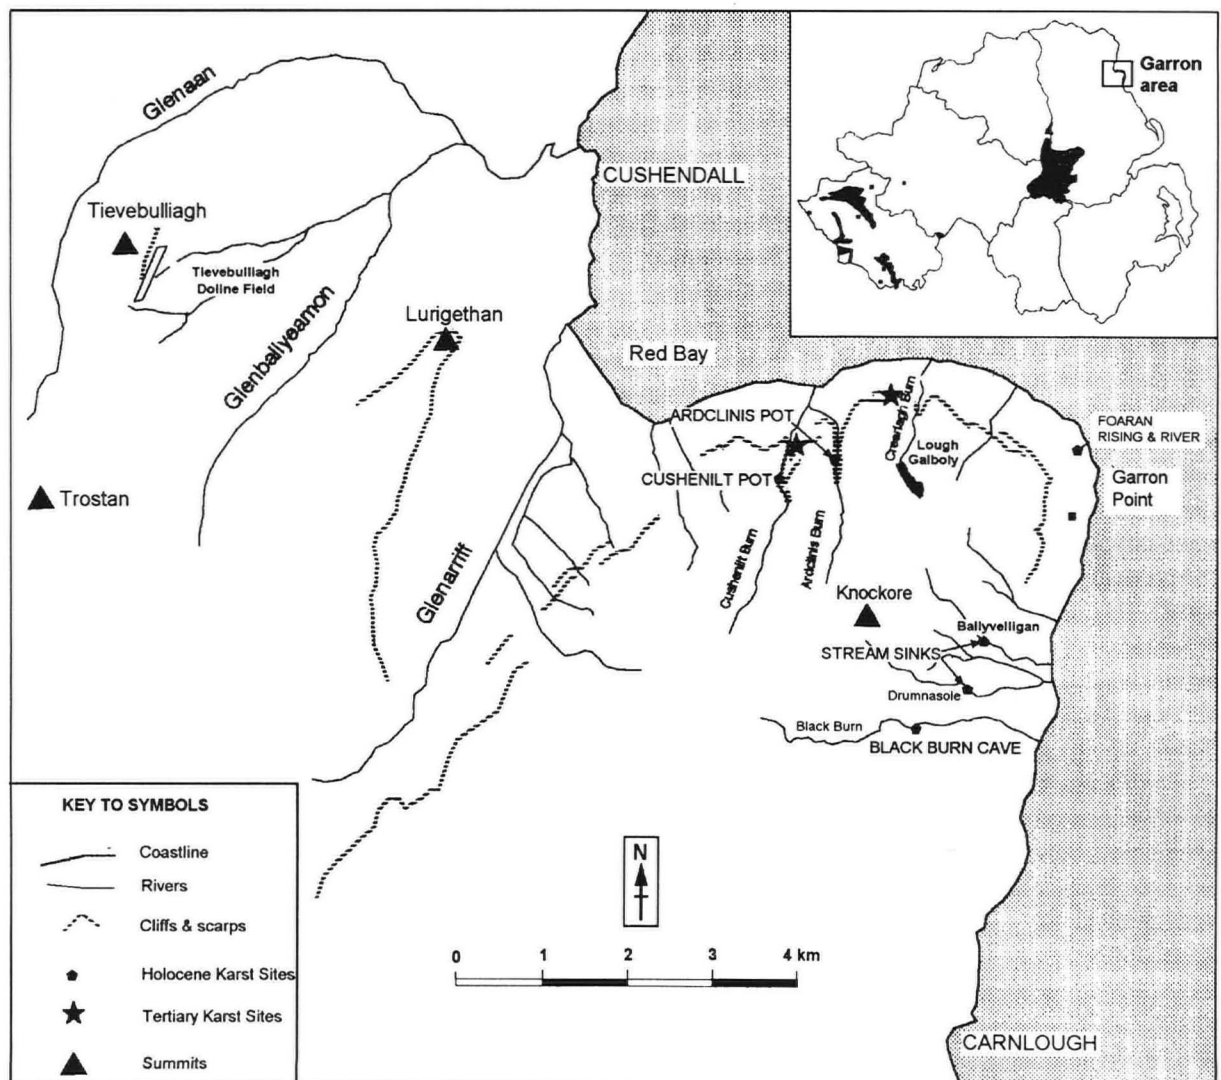 Garron
area
Glenaan
CUSHENDALL
Tievebulliagh
Tievebulliagh
Doline Field
Lurigethan
Glenballyeamon
Red Bay
ARDCLINIS POT
Creerlagh Burn
FOARAN
RISING & RIVER
Lough
Galboly
CUSHENILT POT
Garron
Point
Trostan
Cushenilt Burn
Ardclinis Burn
Glenarriff
Knockore
Ballyvelligan
STREAM SINKS
Drumnasole
Black Burn
BLACK BURN CAVE
KEY TO SYMBOLS
Coastline
Rivers
Cliffs & scarps
Holocene Karst Sites
Tertiary Karst Sites
Summits
N
0 1 2 3 4 km
CARNLOUGH